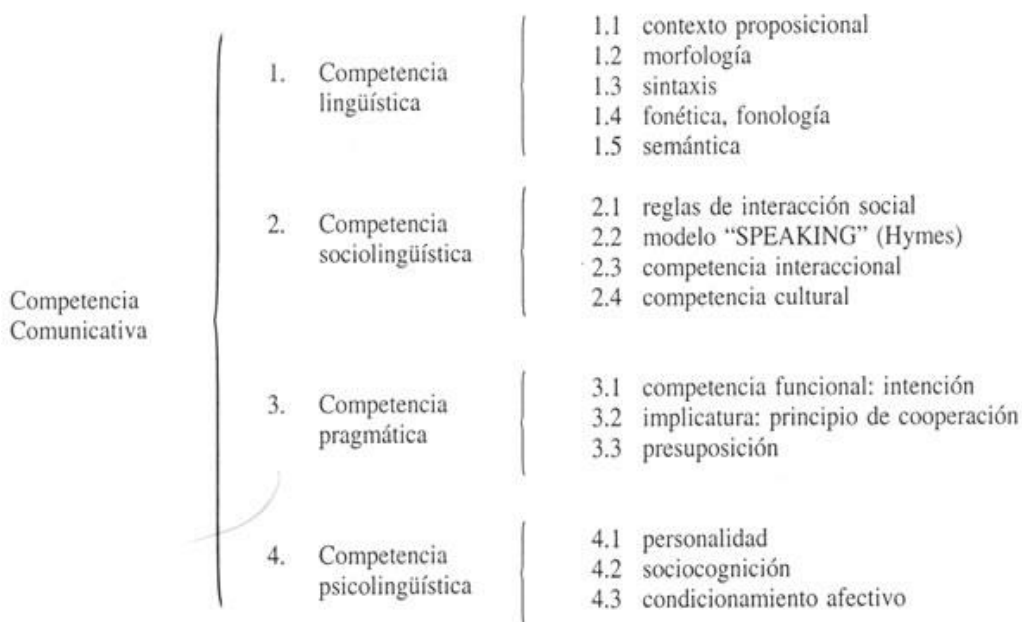 Competencia
Comunicativa
1. Competencia
lingüística
1.1 contexto proposicional
1.2 morfología
1.3 sintaxis
1.4 fonética, fonología
1.5 semántica
2. Competencia
sociolingüística
2.1 reglas de interacción social
2.2 modelo “SPEAKING” (Hymes)
2.3 competencia interaccional
2.4 competencia cultural
3. Competencia
pragmática
3.1 competencia funcional: intención
3.2 implicatura: principio de cooperación
3.3 presuposición
4. Competencia
psicolingüística
4.1 personalidad
4.2 sociocognición
4.3 condicionamiento afectivo